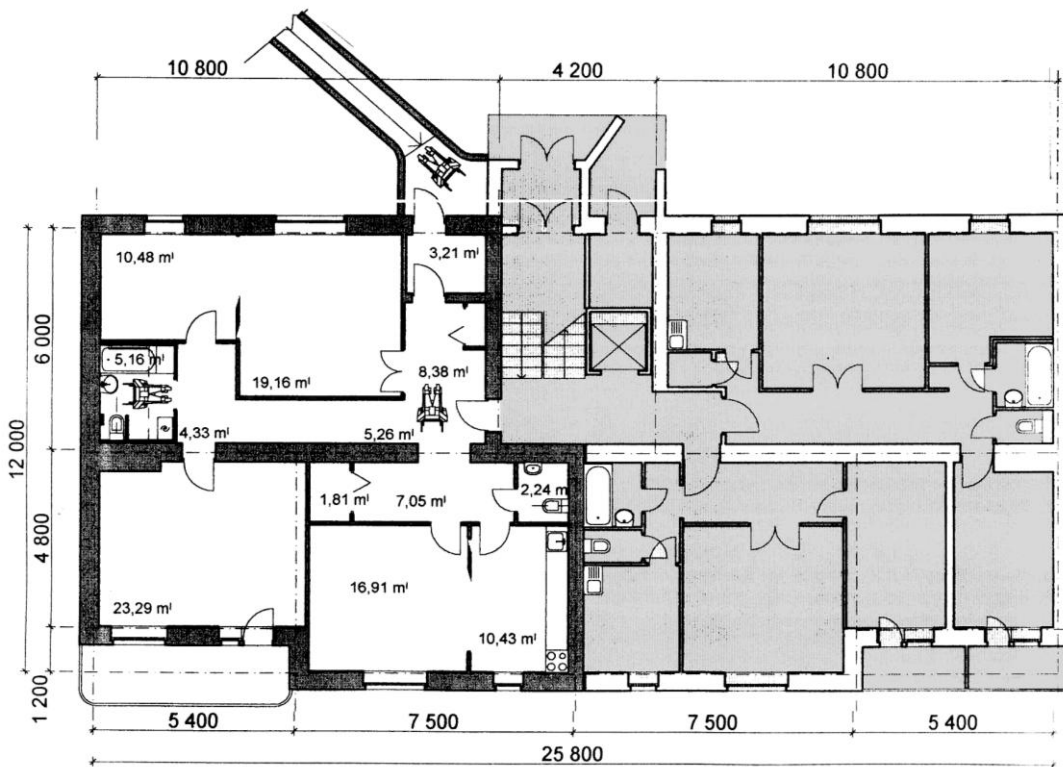 10 800
4 200
10 800
10,48 m²
3,21 m²
5,16 m²
19,16 m²
8,38 m²
4,33 m²
5,26 m²
1,81 m²
7,05 m²
2,24 m
16,91 m²
23,29 m²
10,43 m²
6 000
12 000
4 800
1 200
5 400
7 500
7 500
5 400
25 800